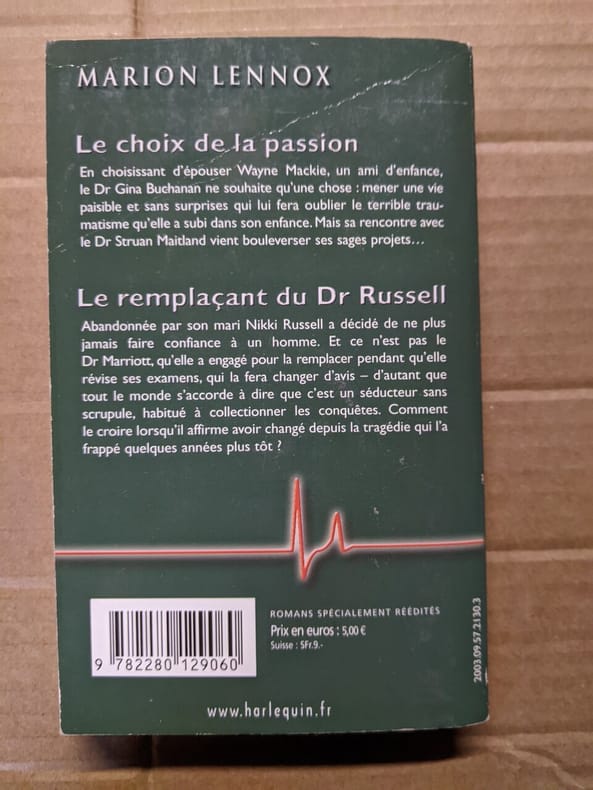 MARION LENNOX
Le choix de la passion
En choisissant d'épouser Wayne Mackie, un ami d'enfance,
le Dr Gina Buchanan ne souhaite qu'une chose : mener une vie
paisible et sans surprises qui lui fera oublier le terrible trau-
matisme qu'elle a subi dans son enfance. Mais sa rencontre avec
le Dr Struan Maitland vient bouleverser ses sages projets...
Le remplaçant du Dr Russell
Abandonnée par son mari Nikki Russell a décidé de ne plus
jamais faire confiance à un homme. Et ce n'est pas le
Dr Marriott, qu'elle a engagé pour la remplacer pendant qu'elle
révise ses examens, qui la fera changer d'avis – d'autant que
tout le monde s'accorde à dire que c'est un séducteur sans
scrupule, habitué à collectionner les conquêtes. Comment
le croire lorsqu'il affirme avoir changé depuis la tragédie qui l'a
frappé quelques années plus tôt ?
ROMANS SPÉCIALEMENT RÉÉDITÉS
Prix en euros : 5,00 €
Suisse : 5Fr.9.-
9 782280 129060
2003.09.57.2130.3
www.harlequin.fr